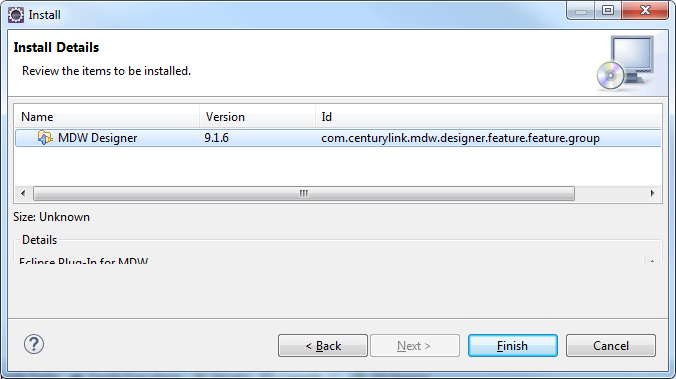 Install
Install Details
Review the items to be installed.
Name Version Id
MDW Designer 9.1.6 com.centurylink.mdw.designer.feature.feature.group
Size: Unknown
Details
Eclipse Plug-In for MDW
? < Back Next > Finish Cancel